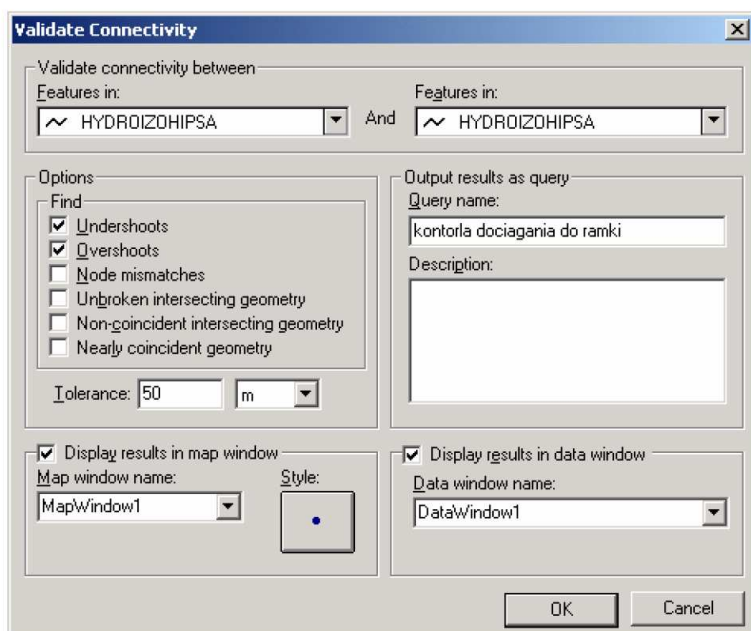 Validate Connectivity
Validate connectivity between
Features in:
HYDROIZOHIPSA
And
Features in:
HYDROIZOHIPSA
Options
Find
Undershoots
Overshoots
Node mismatches
Unbroken intersecting geometry
Non-coincident intersecting geometry
Nearly coincident geometry
Tolerance: 50 m
Output results as query
Query name:
kontorla dociagania do ramki
Description:
Display results in map window
Map window name:
MapWindow1
Style:
Display results in data window
Data window name:
DataWindow1
OK
Cancel